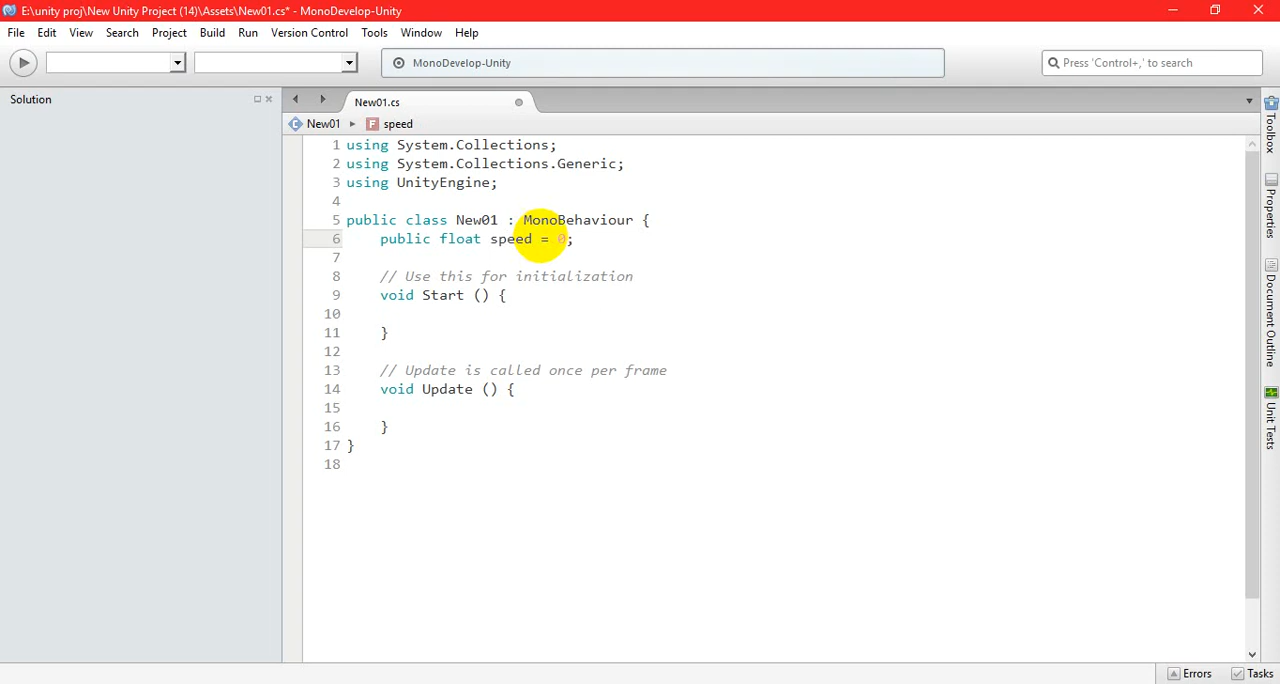 E:\unity proj\New Unity Project (14)\Assets\New01.cs* - MonoDevelop-Unity
File Edit View Search Project Build Run Version Control Tools Window Help
MonoDevelop-Unity
Press 'Control+,' to search
Solution
New01.cs
New01 speed
1 using System.Collections;
2 using System.Collections.Generic;
3 using UnityEngine;
4
5 public class New01 : MonoBehaviour {
6 public float speed = 0;
7
8 // Use this for initialization
9 void Start () {
10
11 }
12
13 // Update is called once per frame
14 void Update () {
15
16 }
17 }
18
Toolbox
Properties
Document Outline
Unit Tests
Errors Tasks